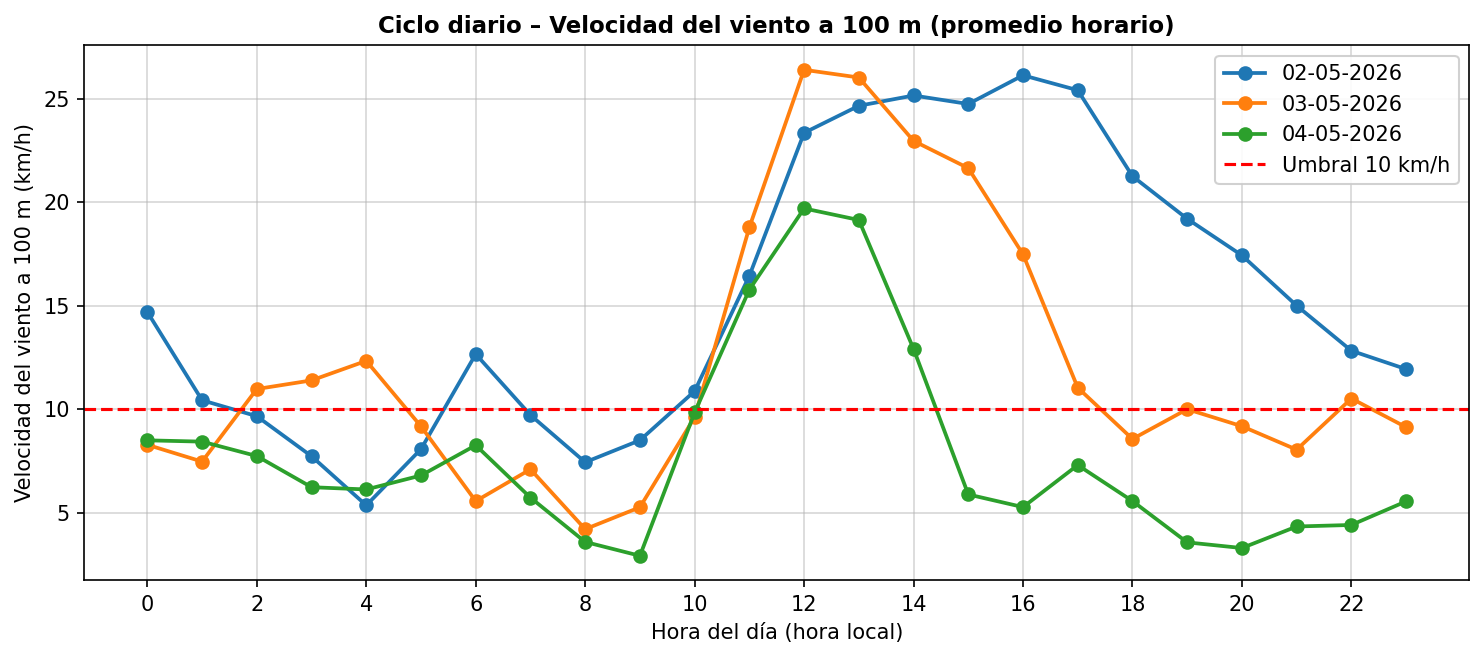 Ciclo diario – Velocidad del viento a 100 m (promedio horario)
Velocidad del viento a 100 m (km/h)
25
20
15
10
5
02-05-2026
03-05-2026
04-05-2026
Umbral 10 km/h
0 2 4 6 8 10 12 14 16 18 20 22
Hora del día (hora local)